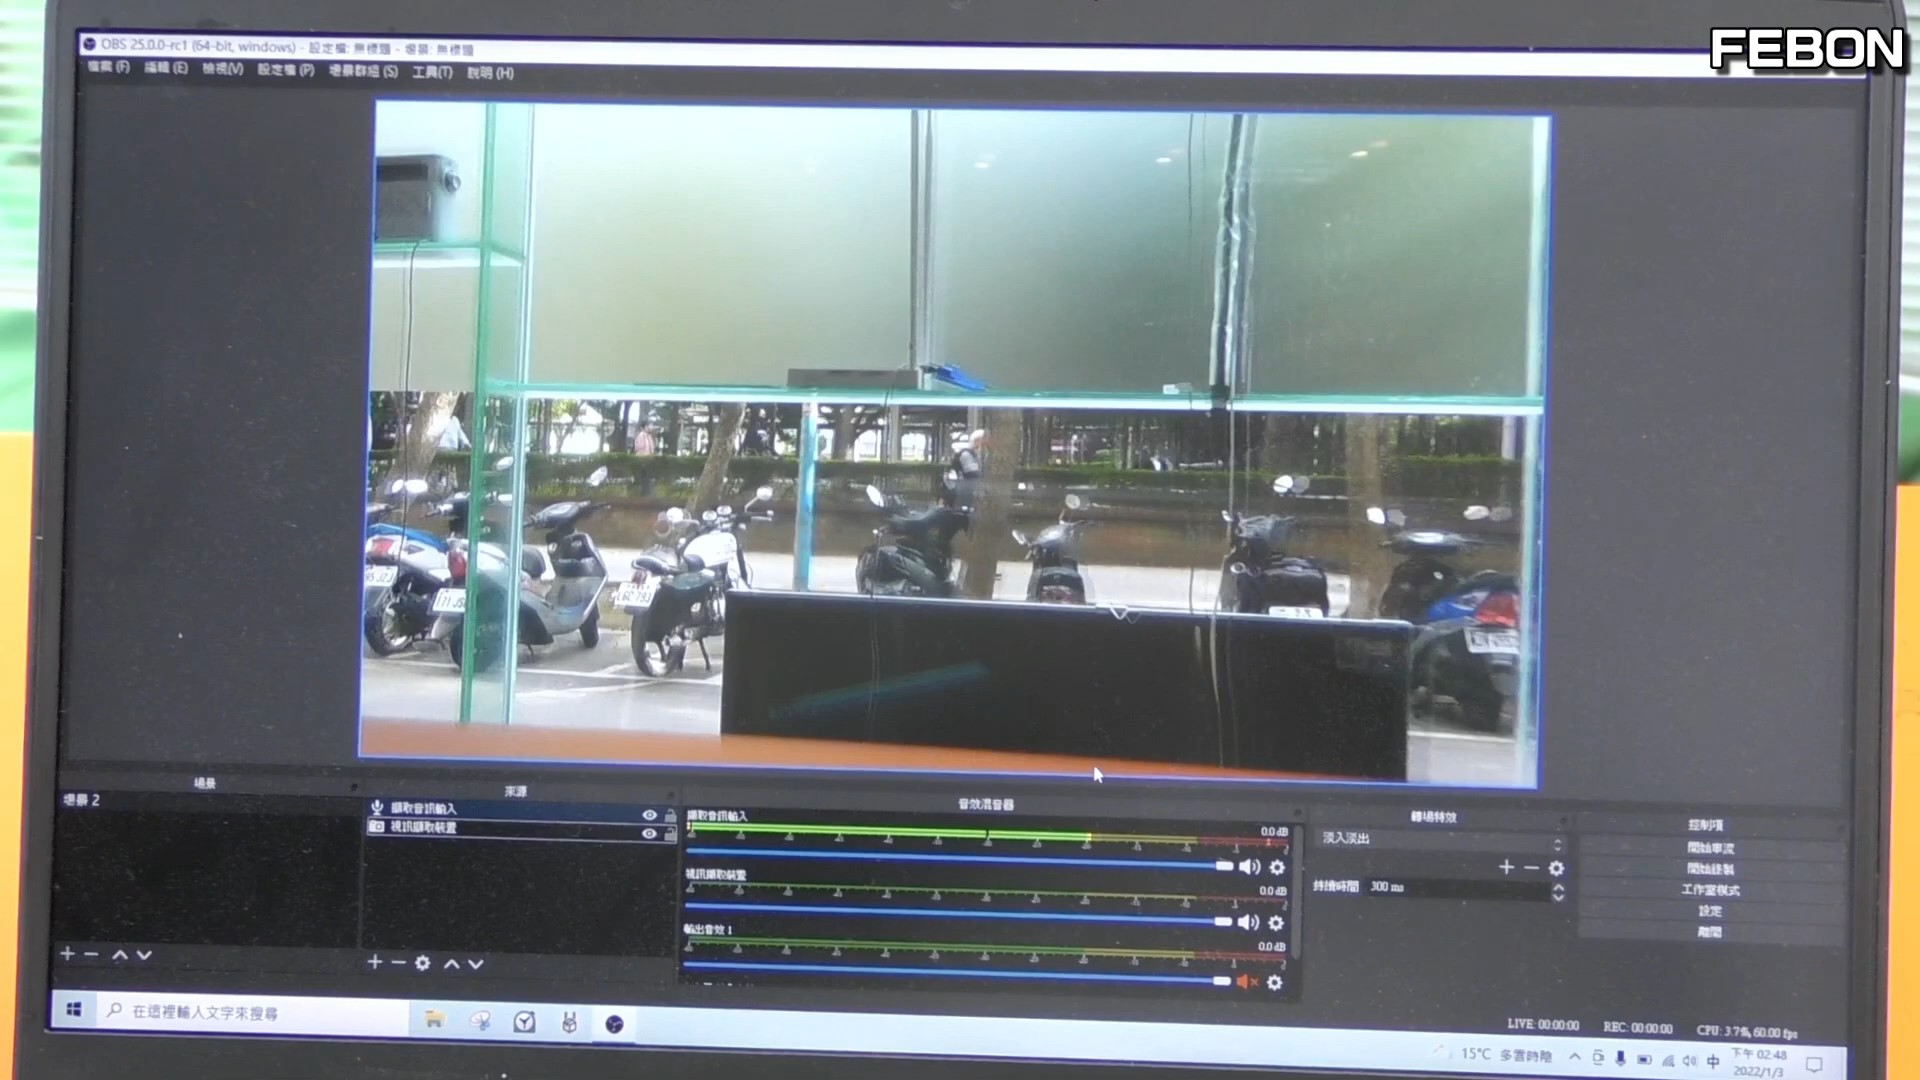 FEBON
OBS 25.0.0-rc1 (64-bit, windows) - 設定檔: 無標題 - 場景: 無標題
檔案(F) 編輯(E) 檢視(V) 設定檔(P) 場景群組(S) 工具(T) 說明(H)
場景
場景 2
來源
擷取音訊輸入
視訊擷取裝置
音效混音器
擷取音訊輸入
0.0 dB
視訊擷取裝置
0.0 dB
輸出音效 1
0.0 dB
轉場特效
淡入淡出
持續時間 300 ms
控制項
開始串流
開始錄製
工作室模式
設定
離開
LIVE: 00:00:00 REC: 00:00:00 CPU: 3.7%, 60.00 fps
在這裡輸入文字來搜尋
15°C 多雲時陰
中
下午 02:48
2022/1/3